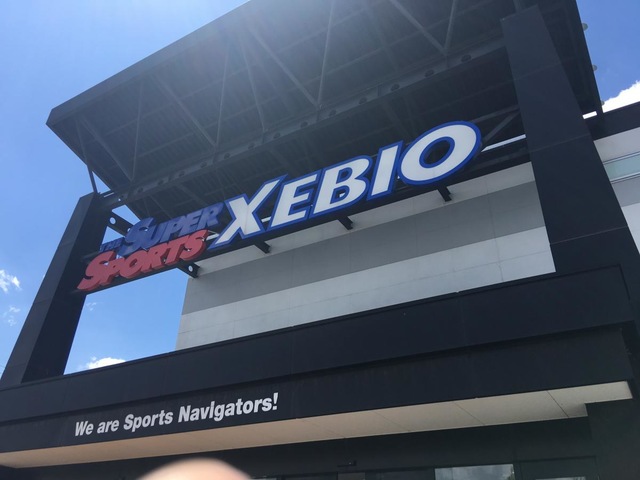 THE SUPER
SPORTS XEBIO
We are Sports Navigators!